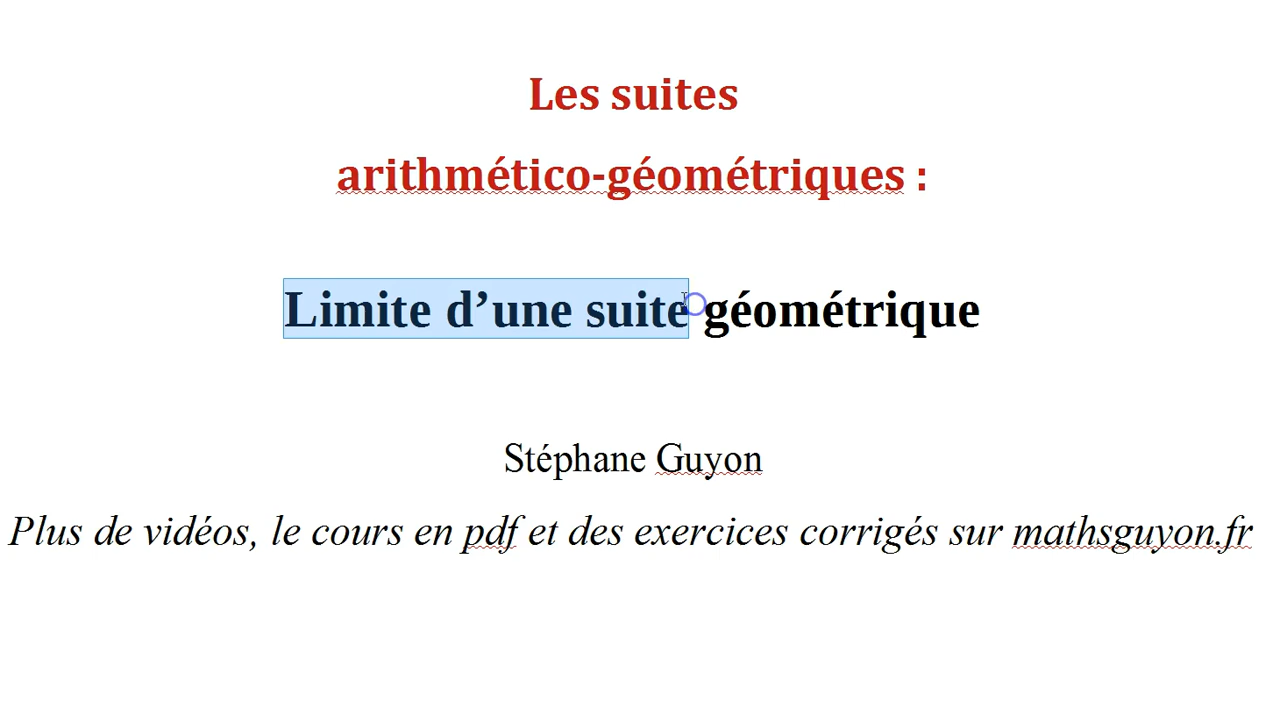 Les suites
arithmético-géométriques :
Limite d’une suite géométrique
Stéphane Guyon
Plus de vidéos, le cours en pdf et des exercices corrigés sur mathsguyon.fr